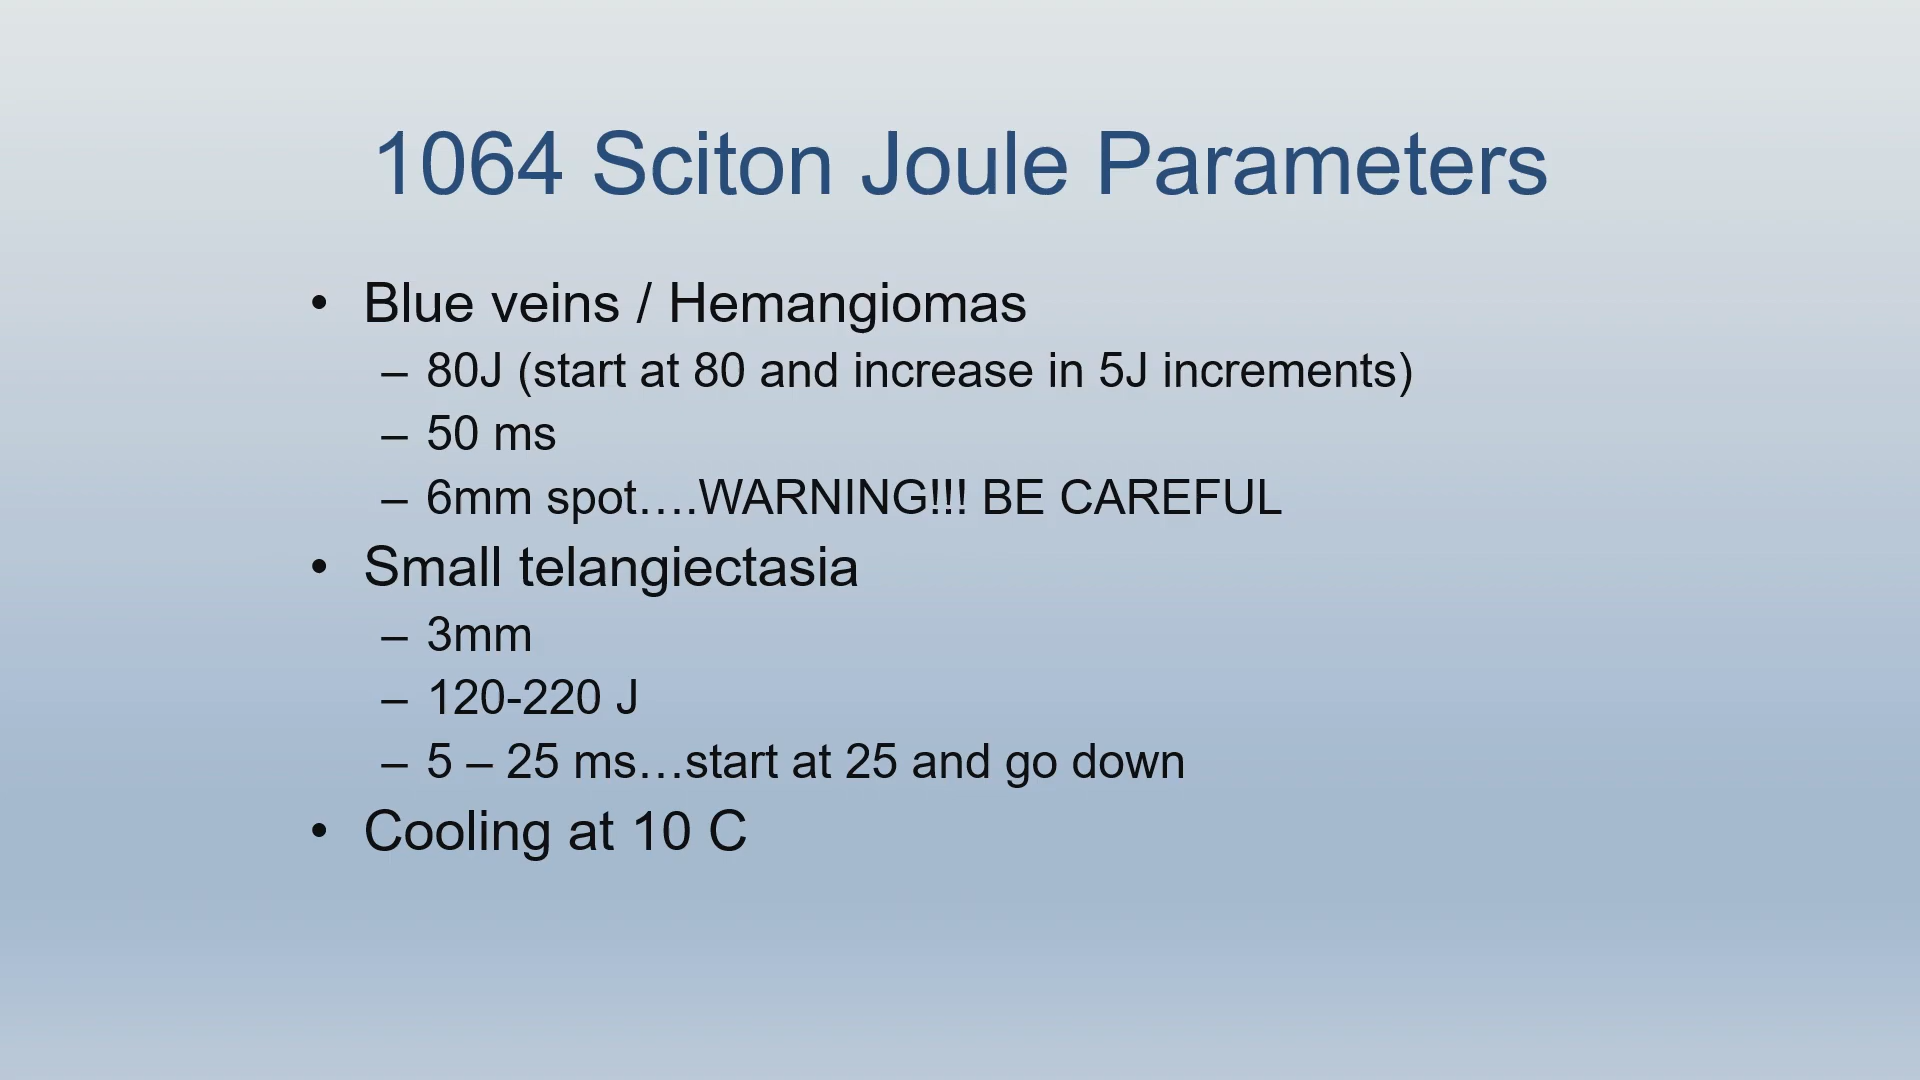 1064 Sciton Joule Parameters
• Blue veins / Hemangiomas
– 80J (start at 80 and increase in 5J increments)
– 50 ms
– 6mm spot….WARNING!!! BE CAREFUL
• Small telangiectasia
– 3mm
– 120-220 J
– 5 – 25 ms…start at 25 and go down
• Cooling at 10 C